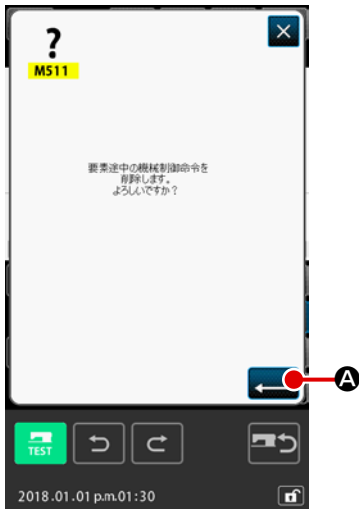 ?
M511
要素途中の機械制御命令を
削除します。
よろしいですか？
A
TEST
2018.01.01 p.m.01:30